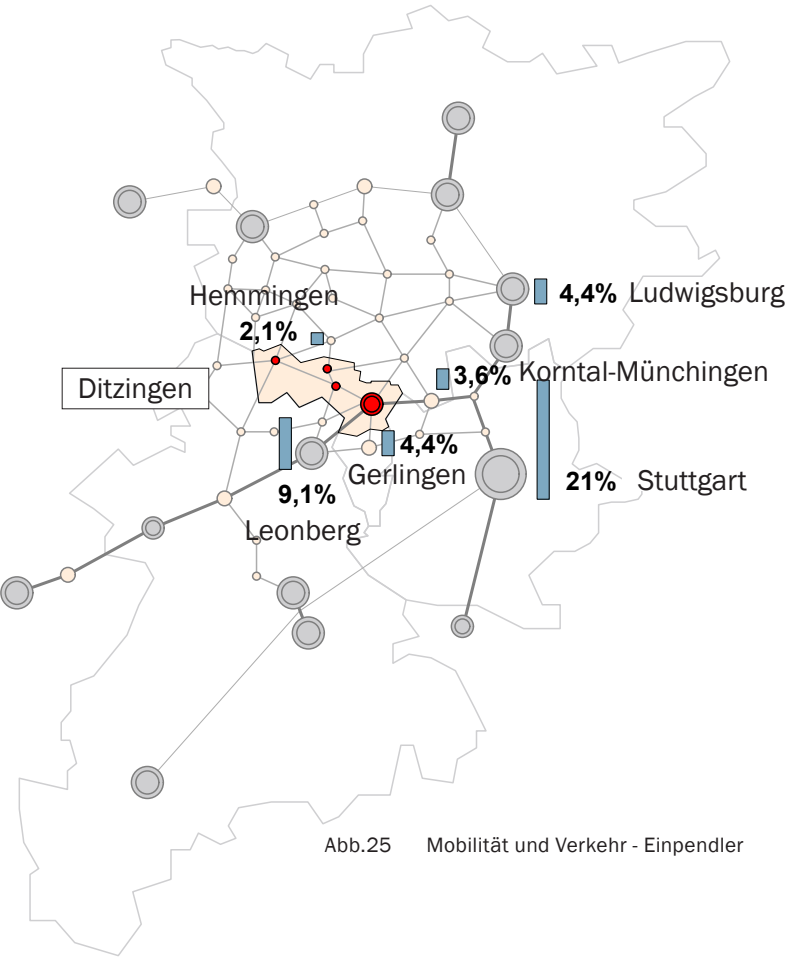 Hemmingen
2,1%
4,4% Ludwigsburg
Ditzingen
3,6% Korntal-Münchingen
4,4%
Gerlingen
9,1%
Leonberg
21% Stuttgart
Abb.25 Mobilität und Verkehr - Einpendler